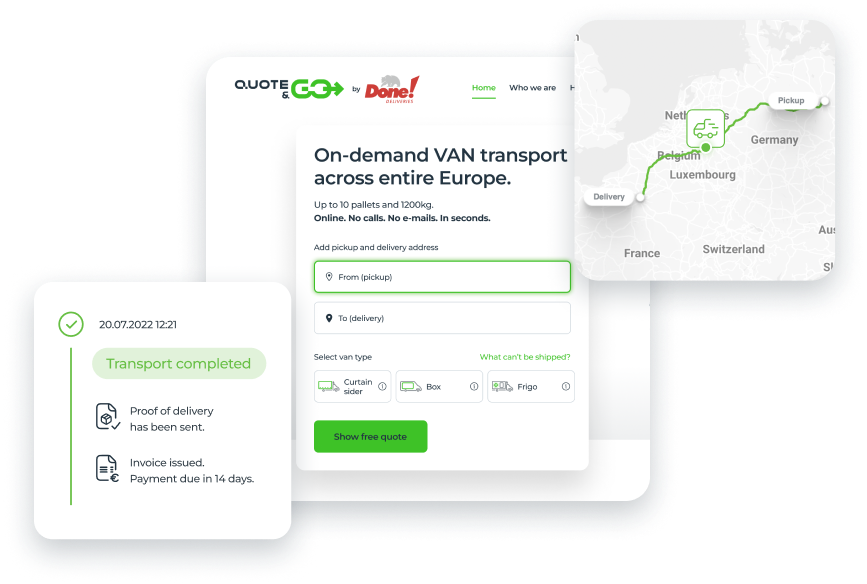 QUOTE
& GO
by Done!
DELIVERIES
Home
Who we are
H
On-demand VAN transport
across entire Europe.
Up to 10 pallets and 1200kg.
Online. No calls. No e-mails. In seconds.
Add pickup and delivery address
From (pickup)
To (delivery)
Select van type
What can't be shipped?
Curtain
sider
Box
Frigo
Show free quote
Pickup
Germany
Belgium
Luxembourg
Delivery
France
Switzerland
Aus
20.07.2022 12:21
Transport completed
Proof of delivery
has been sent.
Invoice issued.
Payment due in 14 days.